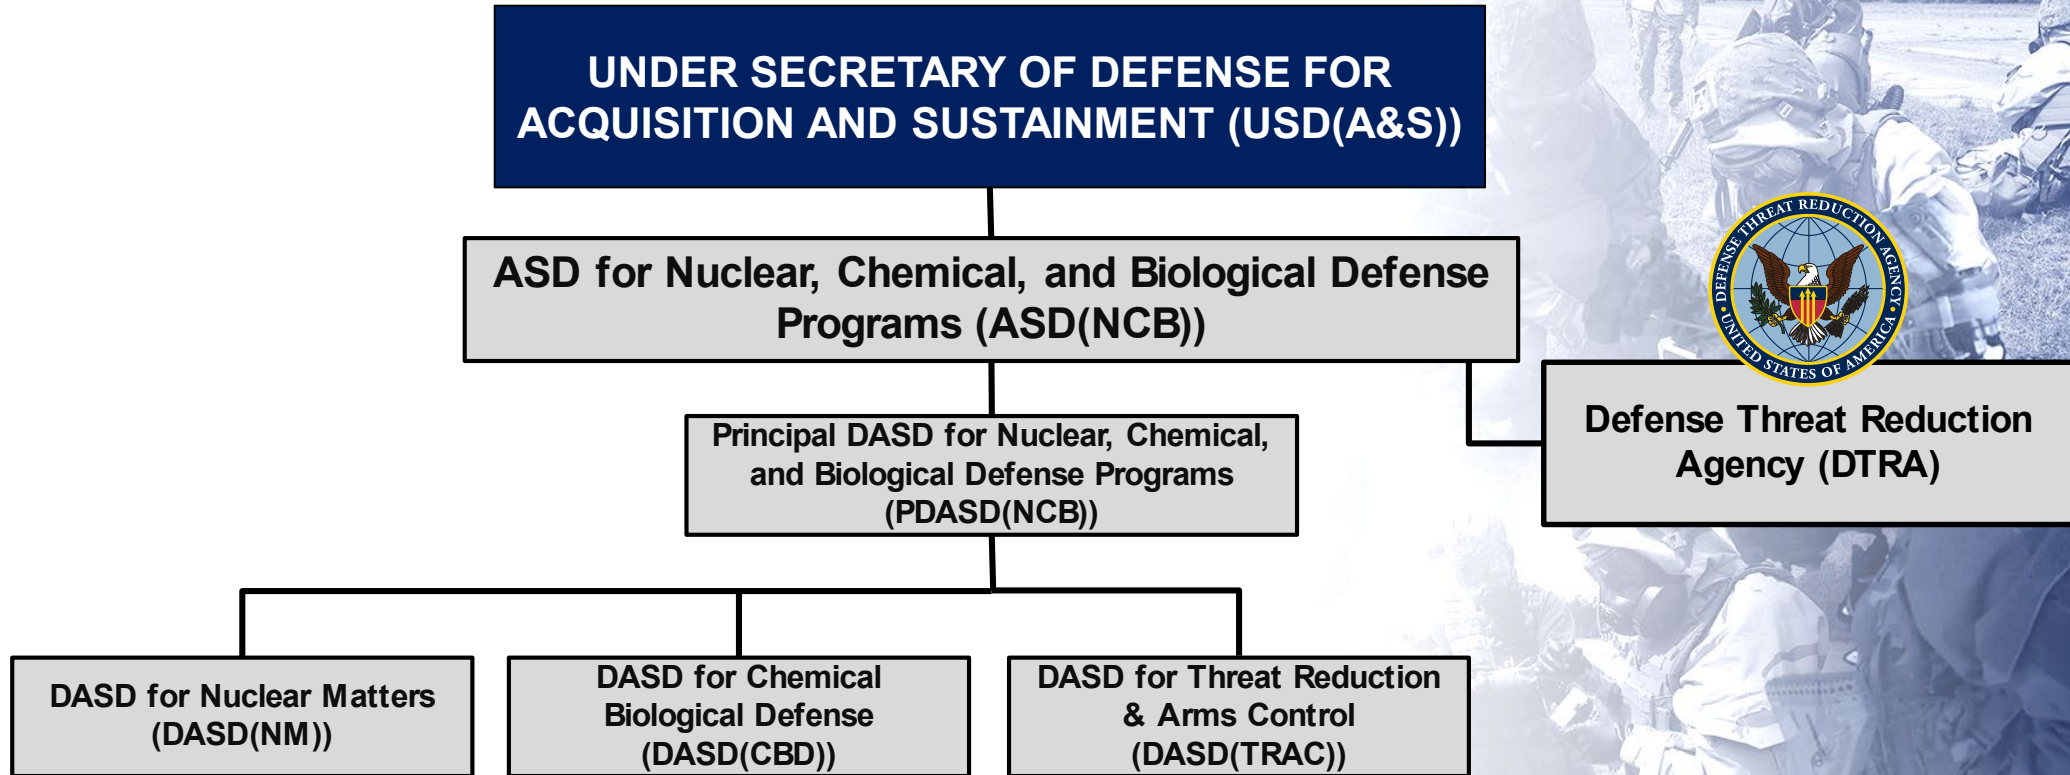 UNDER SECRETARY OF DEFENSE FOR
ACQUISITION AND SUSTAINMENT (USD(A&S))
ASD for Nuclear, Chemical, and Biological Defense
Programs (ASD(NCB))
DEFENSE THREAT REDUCTION AGENCY
UNITED STATES OF AMERICA
Defense Threat Reduction
Agency (DTRA)
Principal DASD for Nuclear, Chemical,
and Biological Defense Programs
(PDASD(NCB))
DASD for Nuclear Matters
(DASD(NM))
DASD for Chemical
Biological Defense
(DASD(CBD))
DASD for Threat Reduction
& Arms Control
(DASD(TRAC))